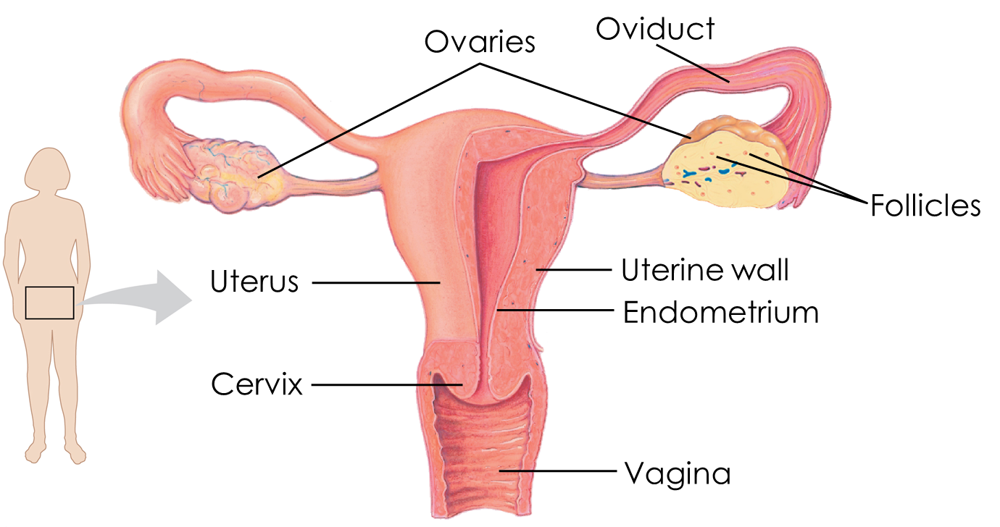 Oviduct
Ovaries
Follicles
Uterine wall
Uterus
Endometrium
Cervix
Vagina